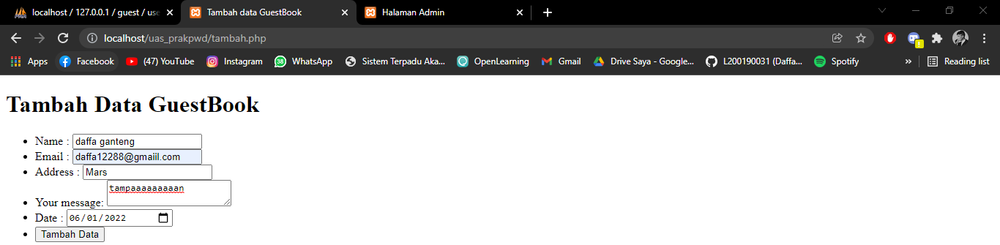 localhost / 127.0.0.1 / guest / use
Tambah data GuestBook
Halaman Admin
localhost/uas_prakpwd/tambah.php
Apps
Facebook
(47) YouTube
Instagram
38
WhatsApp
Sistem Terpadu Aka...
OpenLearning
Gmail
Drive Saya - Google...
L200190031 (Daffa...
Spotify
»
Reading list
Tambah Data GuestBook
Name : daffa ganteng
Email : daffa12288@gmaiil.com
Address : Mars
Your message: tampaaaaaaaaan
Date : 06/01/2022
Tambah Data